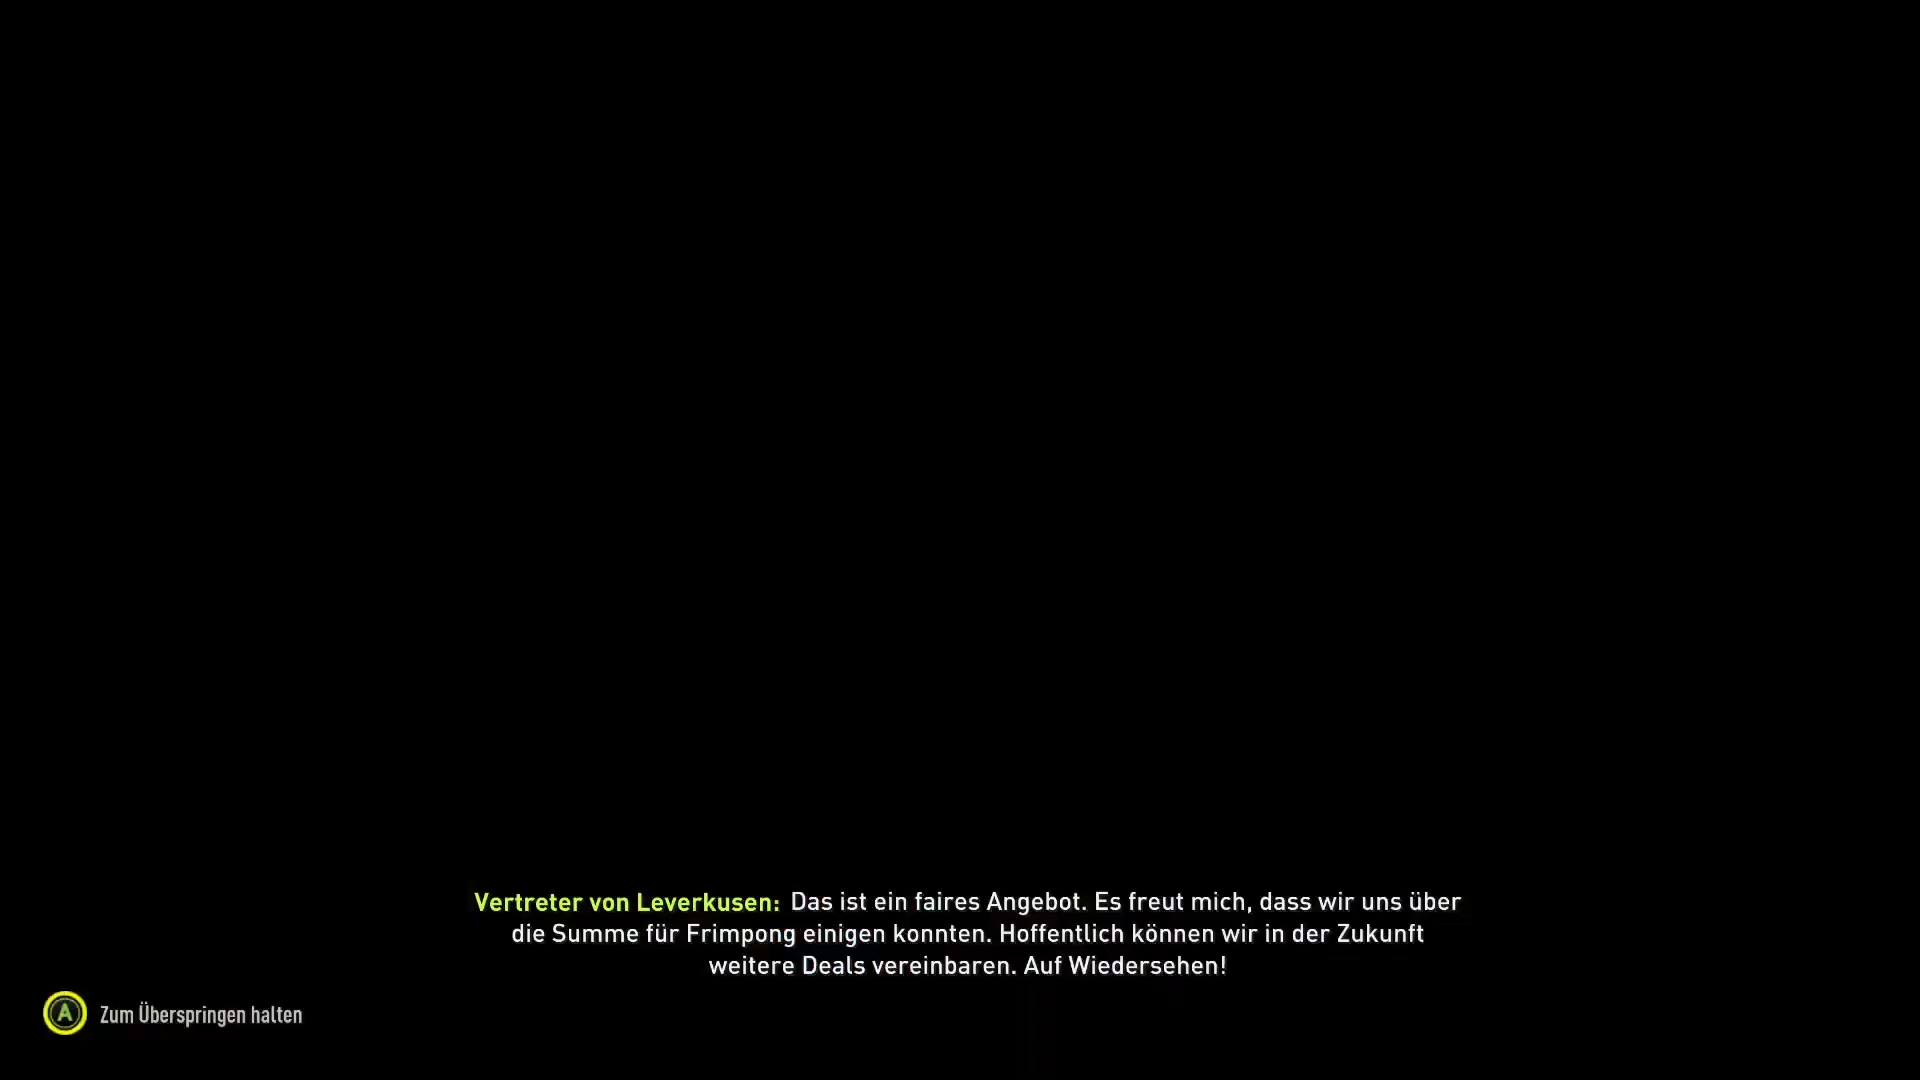 Vertreter von Leverkusen: Das ist ein faires Angebot. Es freut mich, dass wir uns über
die Summe für Frimpong einigen konnten. Hoffentlich können wir in der Zukunft
weitere Deals vereinbaren. Auf Wiedersehen!
A Zum Überspringen halten